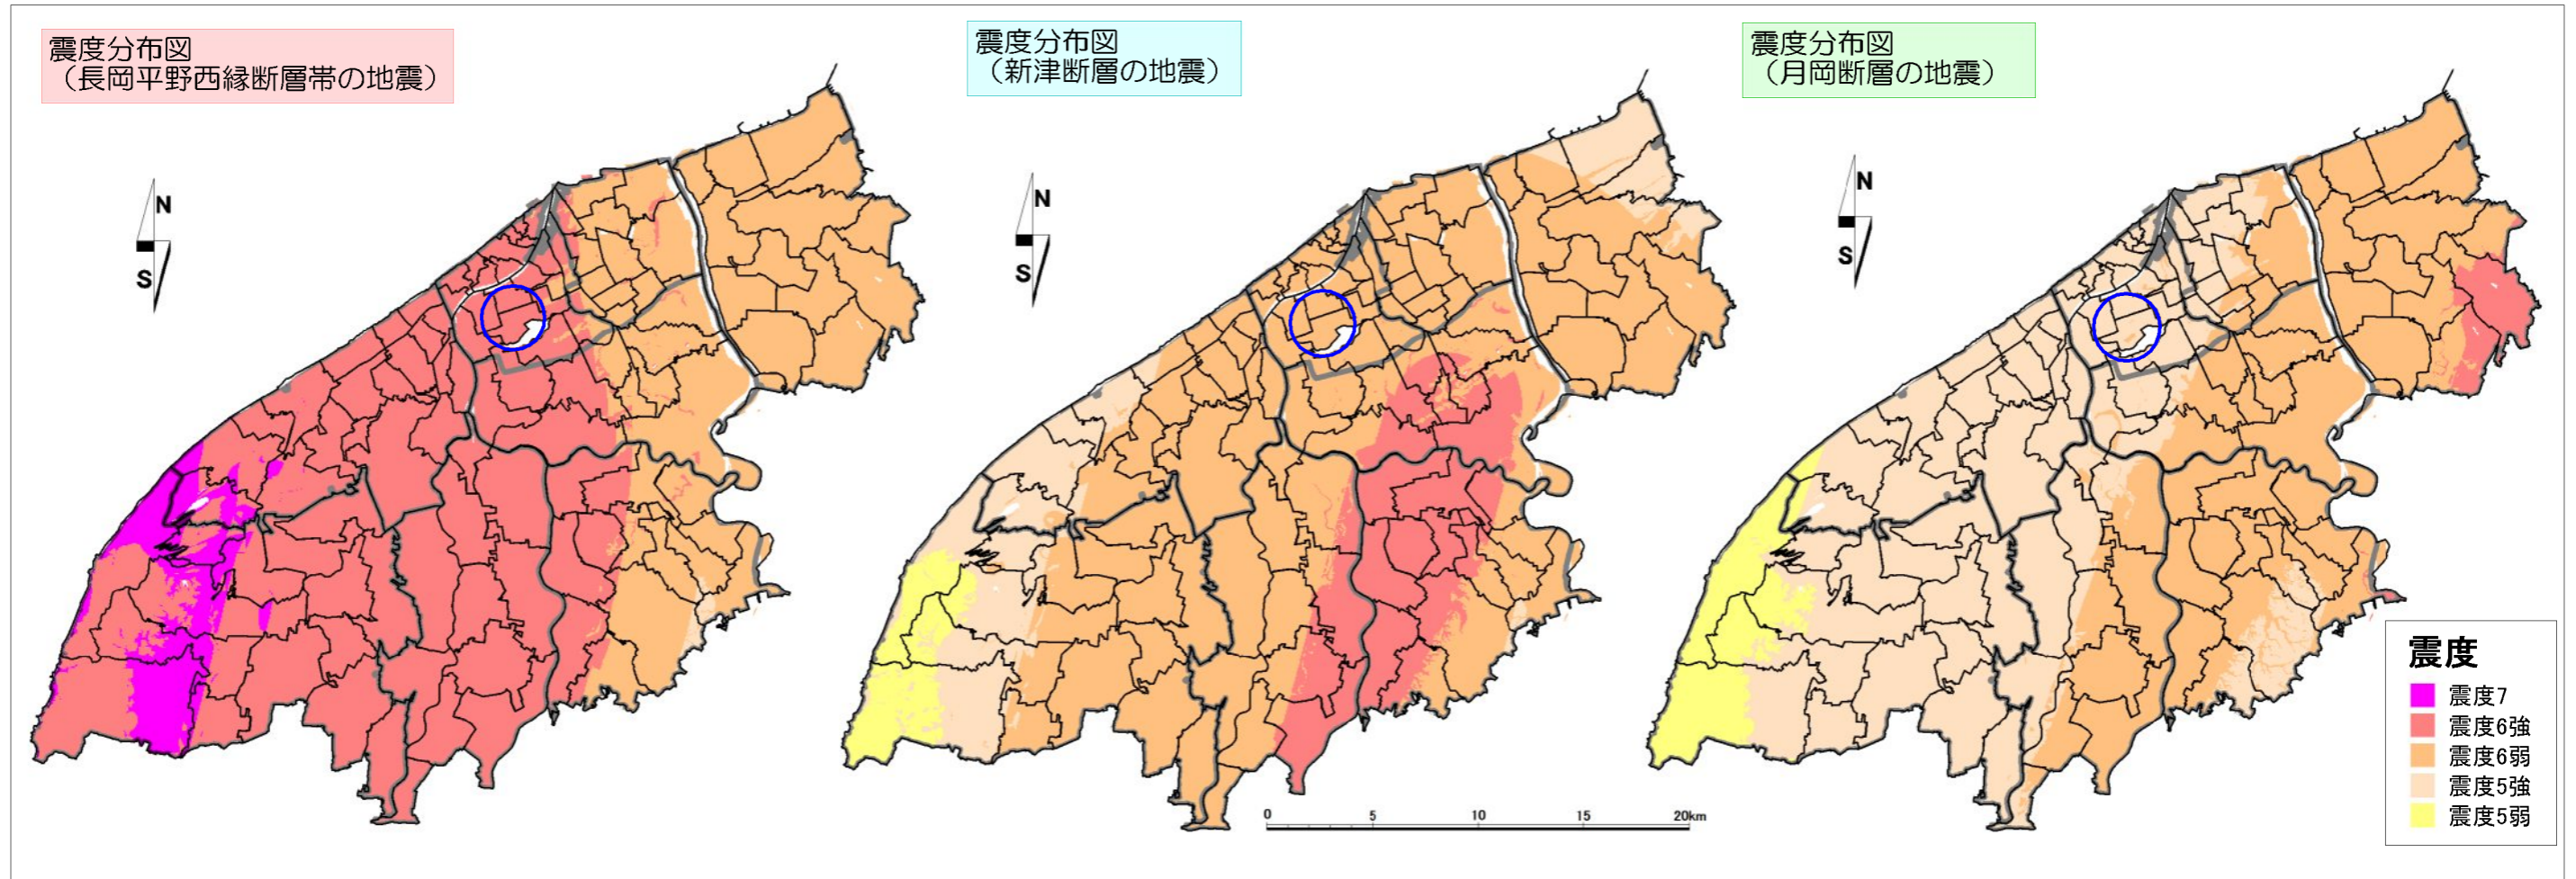 震度分布図
（長岡平野西縁断層帯の地震）
震度分布図
（新津断層の地震）
震度分布図
（月岡断層の地震）
N
S
N
S
N
S
0 5 10 15 20km
震度
震度7
震度6強
震度6弱
震度5強
震度5弱